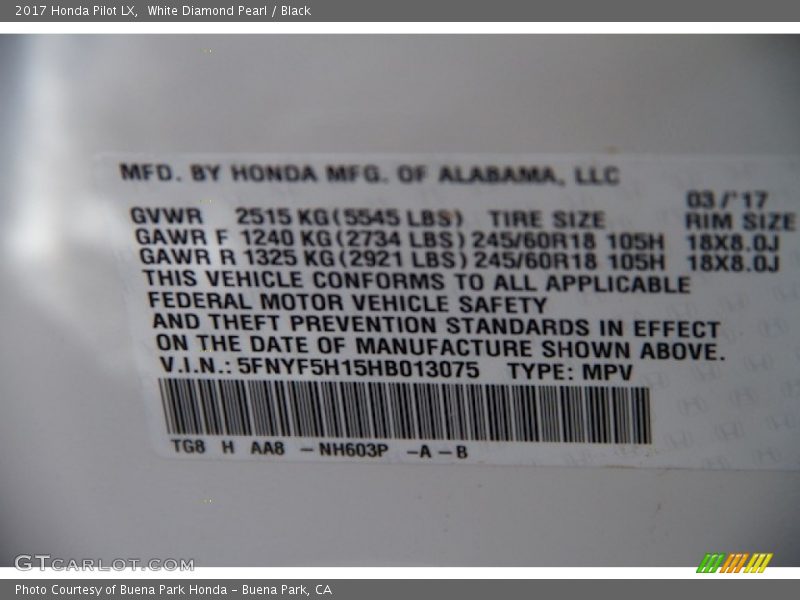 2017 Honda Pilot LX, White Diamond Pearl / Black
MFD. BY HONDA MFG. OF ALABAMA, LLC
03/'17
GVWR 2515 KG(5545 LBS) TIRE SIZE RIM SIZE
GAWR F 1240 KG(2734 LBS) 245/60R18 105H 18X8.0J
GAWR R 1325 KG(2921 LBS) 245/60R18 105H 18X8.0J
THIS VEHICLE CONFORMS TO ALL APPLICABLE
FEDERAL MOTOR VEHICLE SAFETY
AND THEFT PREVENTION STANDARDS IN EFFECT
ON THE DATE OF MANUFACTURE SHOWN ABOVE.
V.I.N.: 5FNYF5H15HB013075 TYPE: MPV
TG8 H AA8 - NH603P -A-B
GTCARLOT.COM
Photo Courtesy of Buena Park Honda - Buena Park, CA